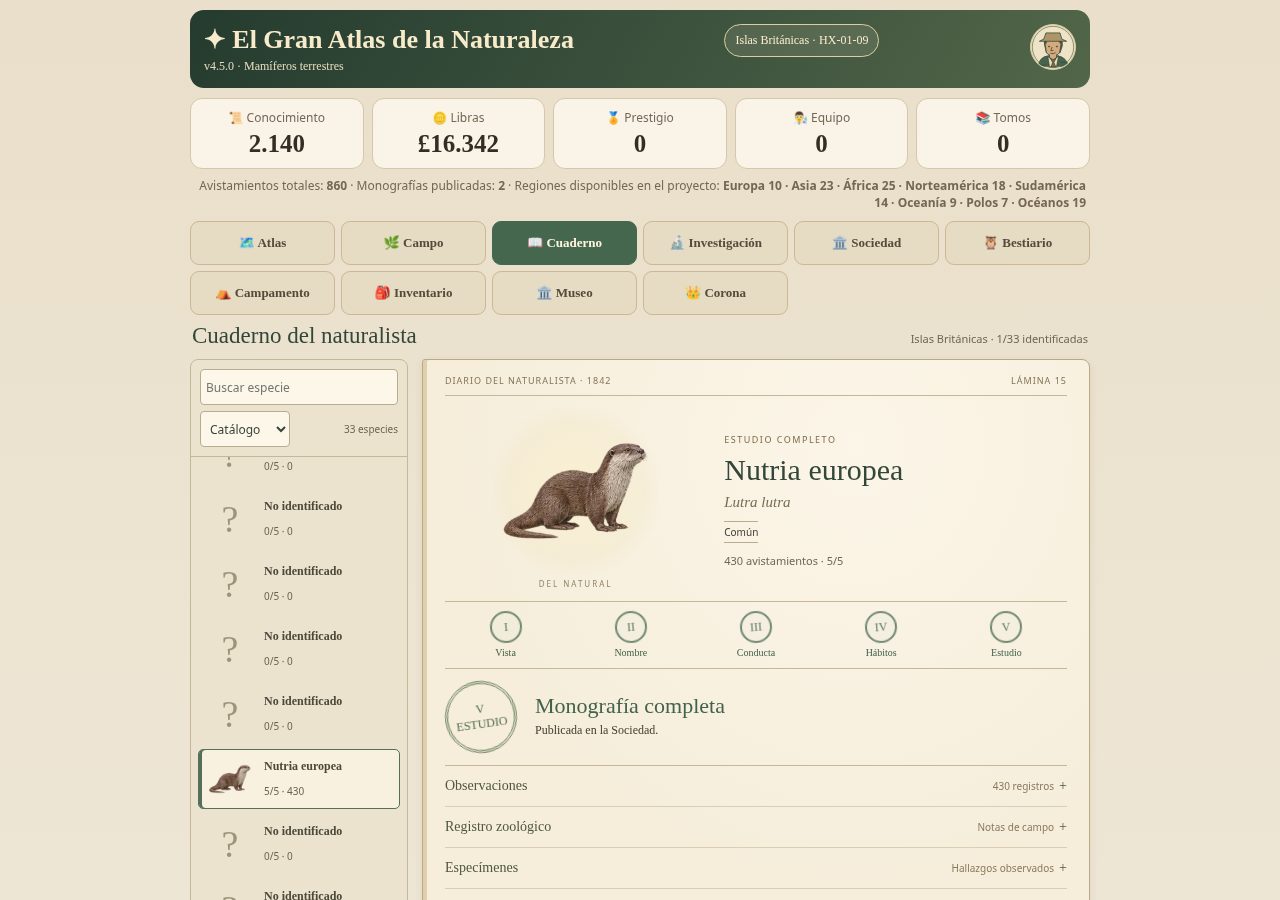 ✦ El Gran Atlas de la Naturaleza
v4.5.0 · Mamíferos terrestres
Islas Británicas · HX-01-09
📜 Conocimiento
2.140
🪙 Libras
£16.342
🏅 Prestigio
0
👨‍🔬 Equipo
0
📚 Tomos
0
Avistamientos totales: 860 · Monografías publicadas: 2 · Regiones disponibles en el proyecto: Europa 10 · Asia 23 · África 25 · Norteamérica 18 · Sudamérica
14 · Oceanía 9 · Polos 7 · Océanos 19
🗺️ Atlas
🌿 Campo
📖 Cuaderno
🔬 Investigación
🏛️ Sociedad
🦉 Bestiario
⛺ Campamento
🎒 Inventario
🏛️ Museo
👑 Corona
Cuaderno del naturalista
Islas Británicas · 1/33 identificadas
Buscar especie
Catálogo
33 especies
?
0/5 · 0
?
No identificado
0/5 · 0
?
No identificado
0/5 · 0
?
No identificado
0/5 · 0
?
No identificado
0/5 · 0
Nutria europea
5/5 · 430
?
No identificado
0/5 · 0
?
No identificado
DIARIO DEL NATURALISTA · 1842
LÁMINA 15
DEL NATURAL
ESTUDIO COMPLETO
Nutria europea
Lutra lutra
Común
430 avistamientos · 5/5
I
Vista
II
Nombre
III
Conducta
IV
Hábitos
V
Estudio
V
ESTUDIO
Monografía completa
Publicada en la Sociedad.
Observaciones
430 registros +
Registro zoológico
Notas de campo +
Especímenes
Hallazgos observados +